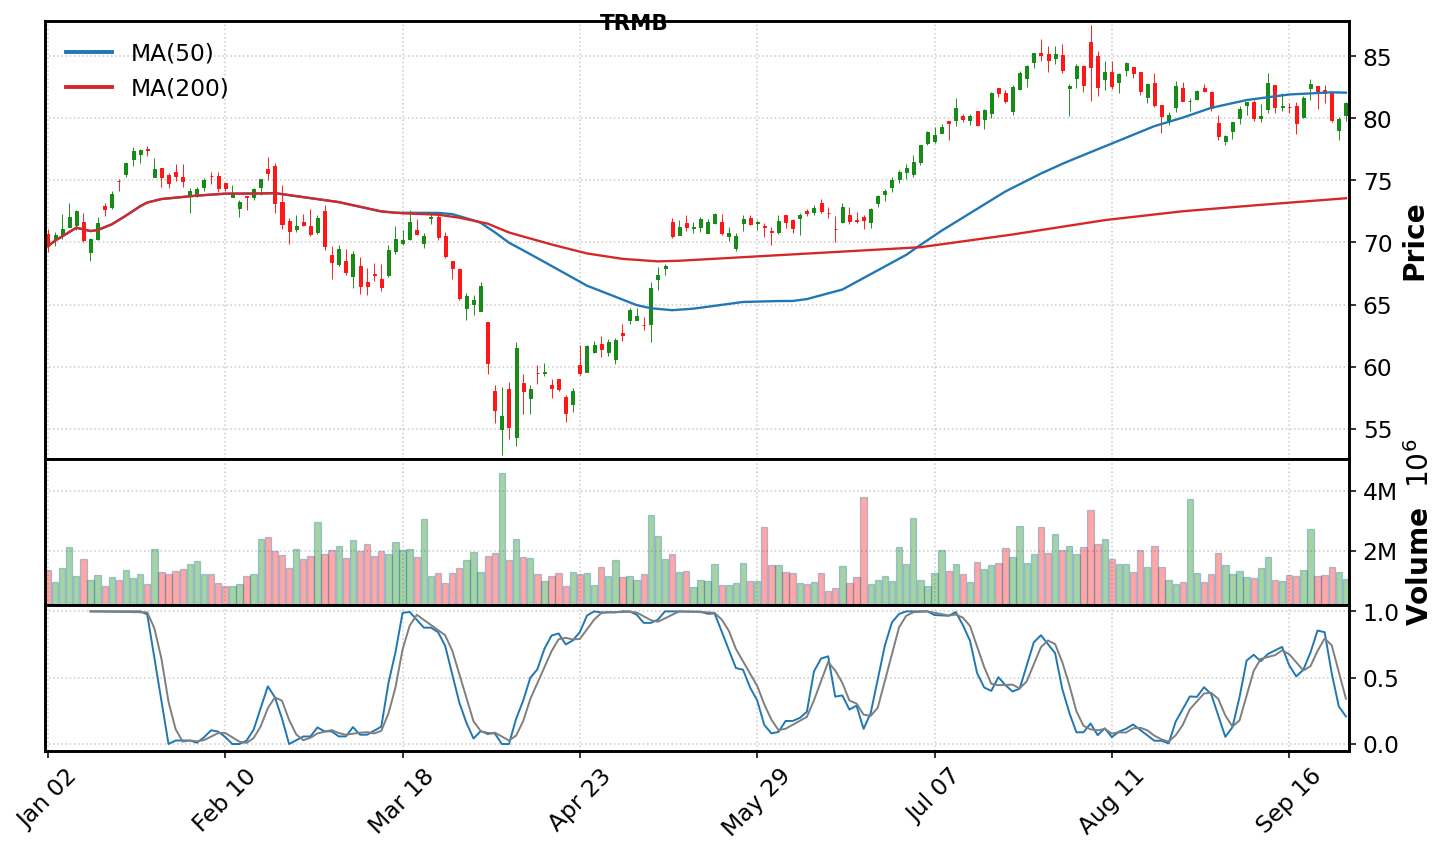 TRMB
MA(50)
MA(200)
85
80
75
70
65
60
55
Price
4M
2M
Volume 10^6
1.0
0.5
0.0
Jan 02
Feb 10
Mar 18
Apr 23
May 29
Jul 07
Aug 11
Sep 16